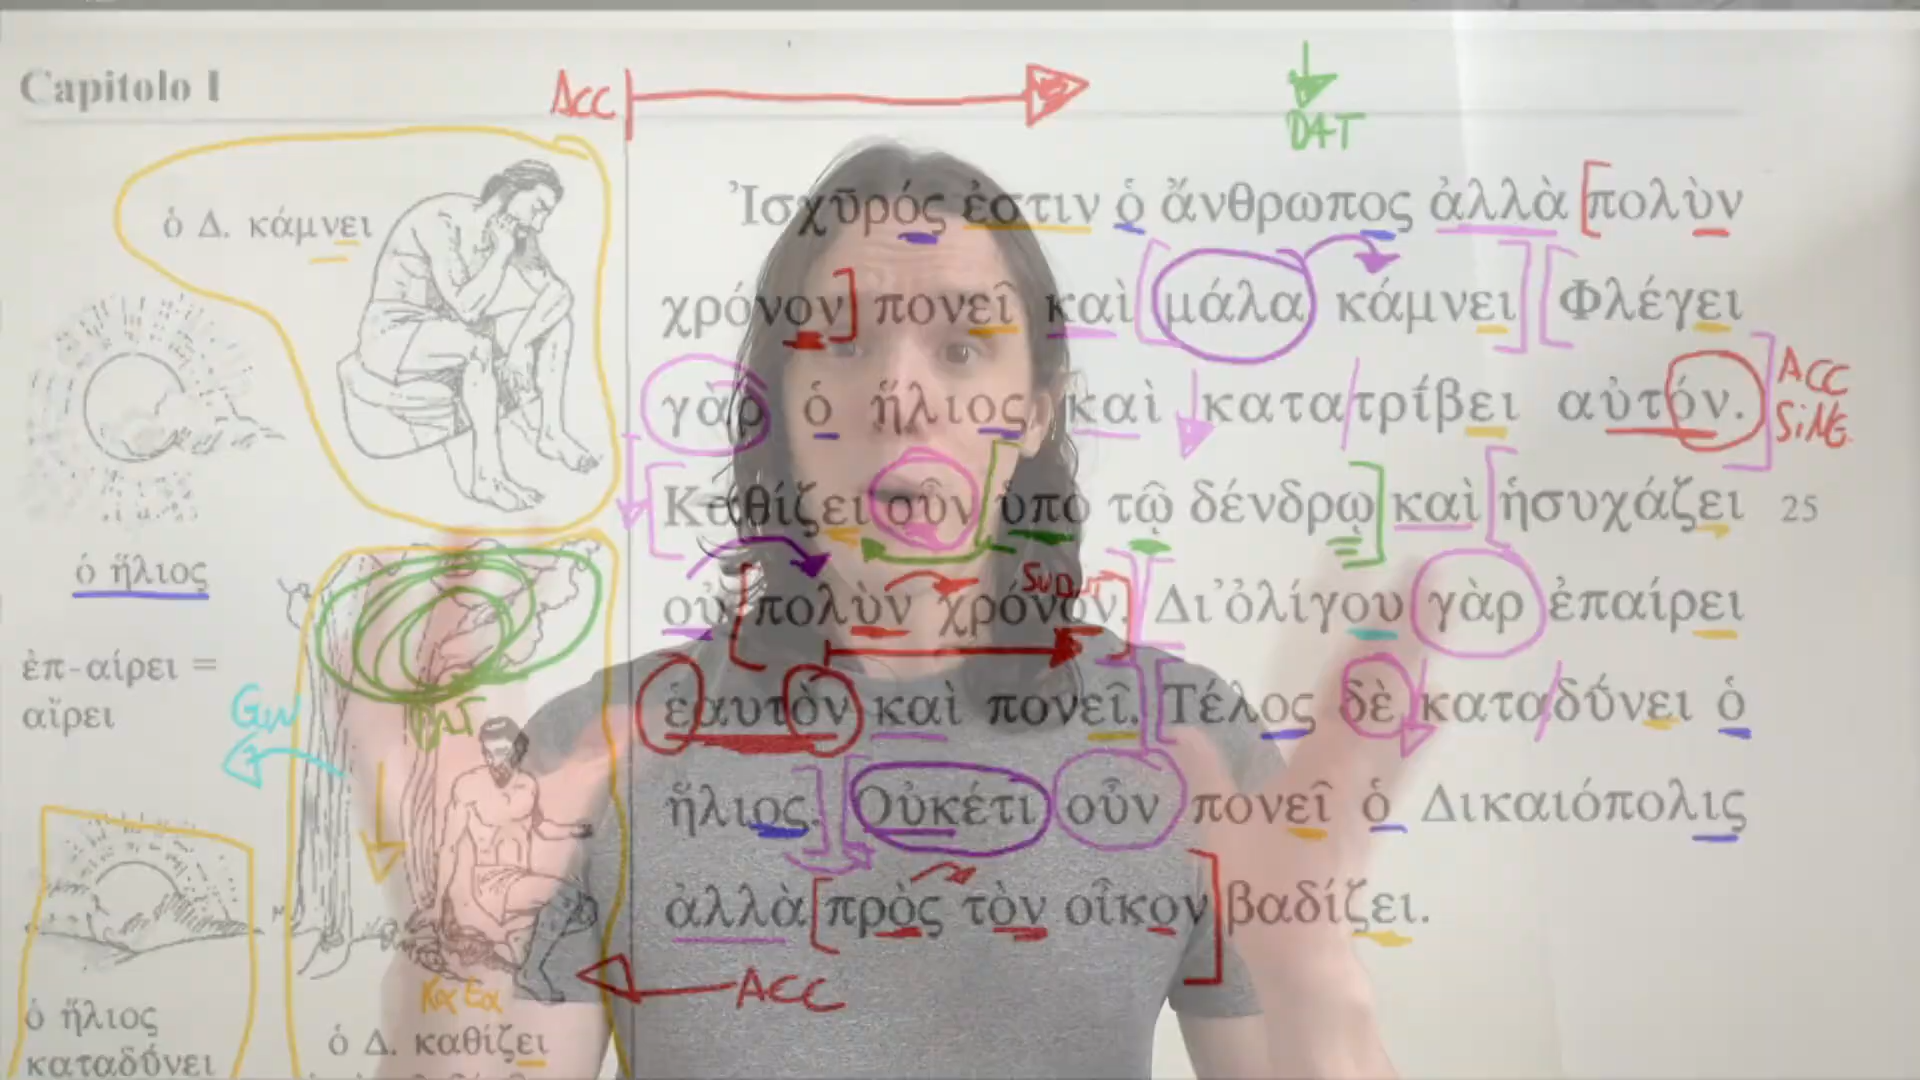 Capitolo I
ACC
DAT
ὁ Δ. κάμνει
Ἰσχῡρός ἐστιν ὁ ἄνθρωπος ἀλλὰ πολὺν
χρόνον πονεῖ καὶ μάλα κάμνει. Φλέγει
γὰρ ὁ ἥλιος καὶ κατατρίβει αὐτόν.
ACC
SING.
Καθίζει οὖν ὑπὸ τῷ δένδρῳ καὶ ἡσυχάζει
25
οὐ πολὺν χρόνον. Δι’ὀλίγου γὰρ ἐπαίρει
ἑαυτὸν καὶ πονεῖ. Τέλος δὲ καταδύνει ὁ
ἥλιος. Οὐκέτι οὖν πονεῖ ὁ Δικαιόπολις
ἀλλὰ πρὸς τὸν οἶκον βαδίζει.
ACC
ὁ ἥλιος
ἐπ-αίρει =
αἴρει
GEN
DAT
ὁ ἥλιος
καταδύνει
ὁ Δ. καθίζει